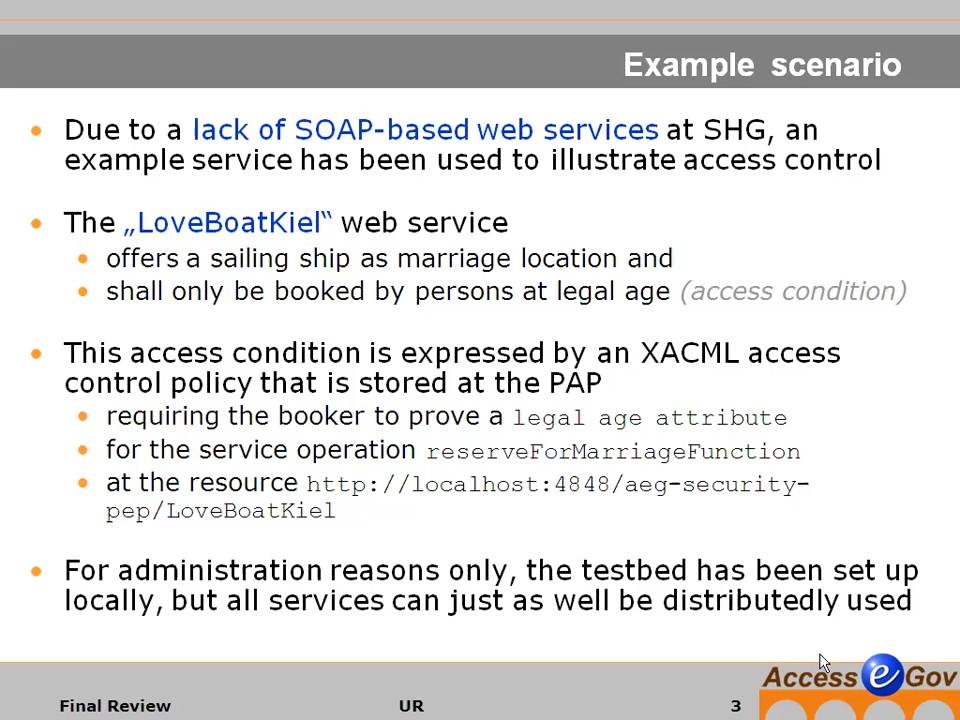 Example scenario
Due to a lack of SOAP-based web services at SHG, an
example service has been used to illustrate access control
The „LoveBoatKiel“ web service
offers a sailing ship as marriage location and
shall only be booked by persons at legal age (access condition)
This access condition is expressed by an XACML access
control policy that is stored at the PAP
requiring the booker to prove a legal age attribute
for the service operation reserveForMarriageFunction
at the resource http://localhost:4848/aeg-security-
pep/LoveBoatKiel
For administration reasons only, the testbed has been set up
locally, but all services can just as well be distributedly used
Access e Gov
Final Review UR 3